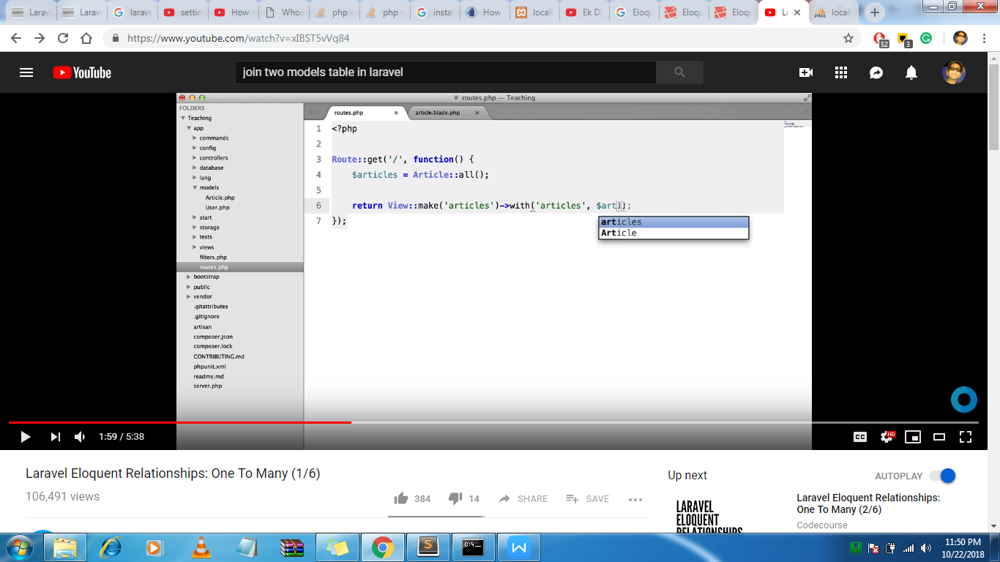 Larav
Larav
larave
settin
How t
Whoo
php -
php -
instal
How
local
Ek Di
Eloqu
Eloqu
Eloqu
La
PMA
locall
https://www.youtube.com/watch?v=xIBST5vVq84
52
3
YouTube
join two models table in laravel
routes.php — Teaching
FOLDERS
Teaching
app
commands
config
controllers
database
lang
models
Article.php
User.php
start
storage
tests
views
filters.php
routes.php
bootstrap
public
vendor
.gitattributes
.gitignore
artisan
composer.json
composer.lock
CONTRIBUTING.md
phpunit.xml
readme.md
server.php
routes.php
article.blade.php
1 <?php
2
3 Route::get('/', function() {
4 $articles = Article::all();
5
6 return View::make('articles')->with('articles', $art);
7 });
articles
Article
1:59 / 5:38
CC
HD
Laravel Eloquent Relationships: One To Many (1/6)
106,491 views
384
14
SHARE
SAVE
Up next
AUTOPLAY
LARAVEL
ELOQUENT
RELATIONSHIPS
Laravel Eloquent Relationships:
One To Many (2/6)
Codecourse
11:50 PM
10/22/2018